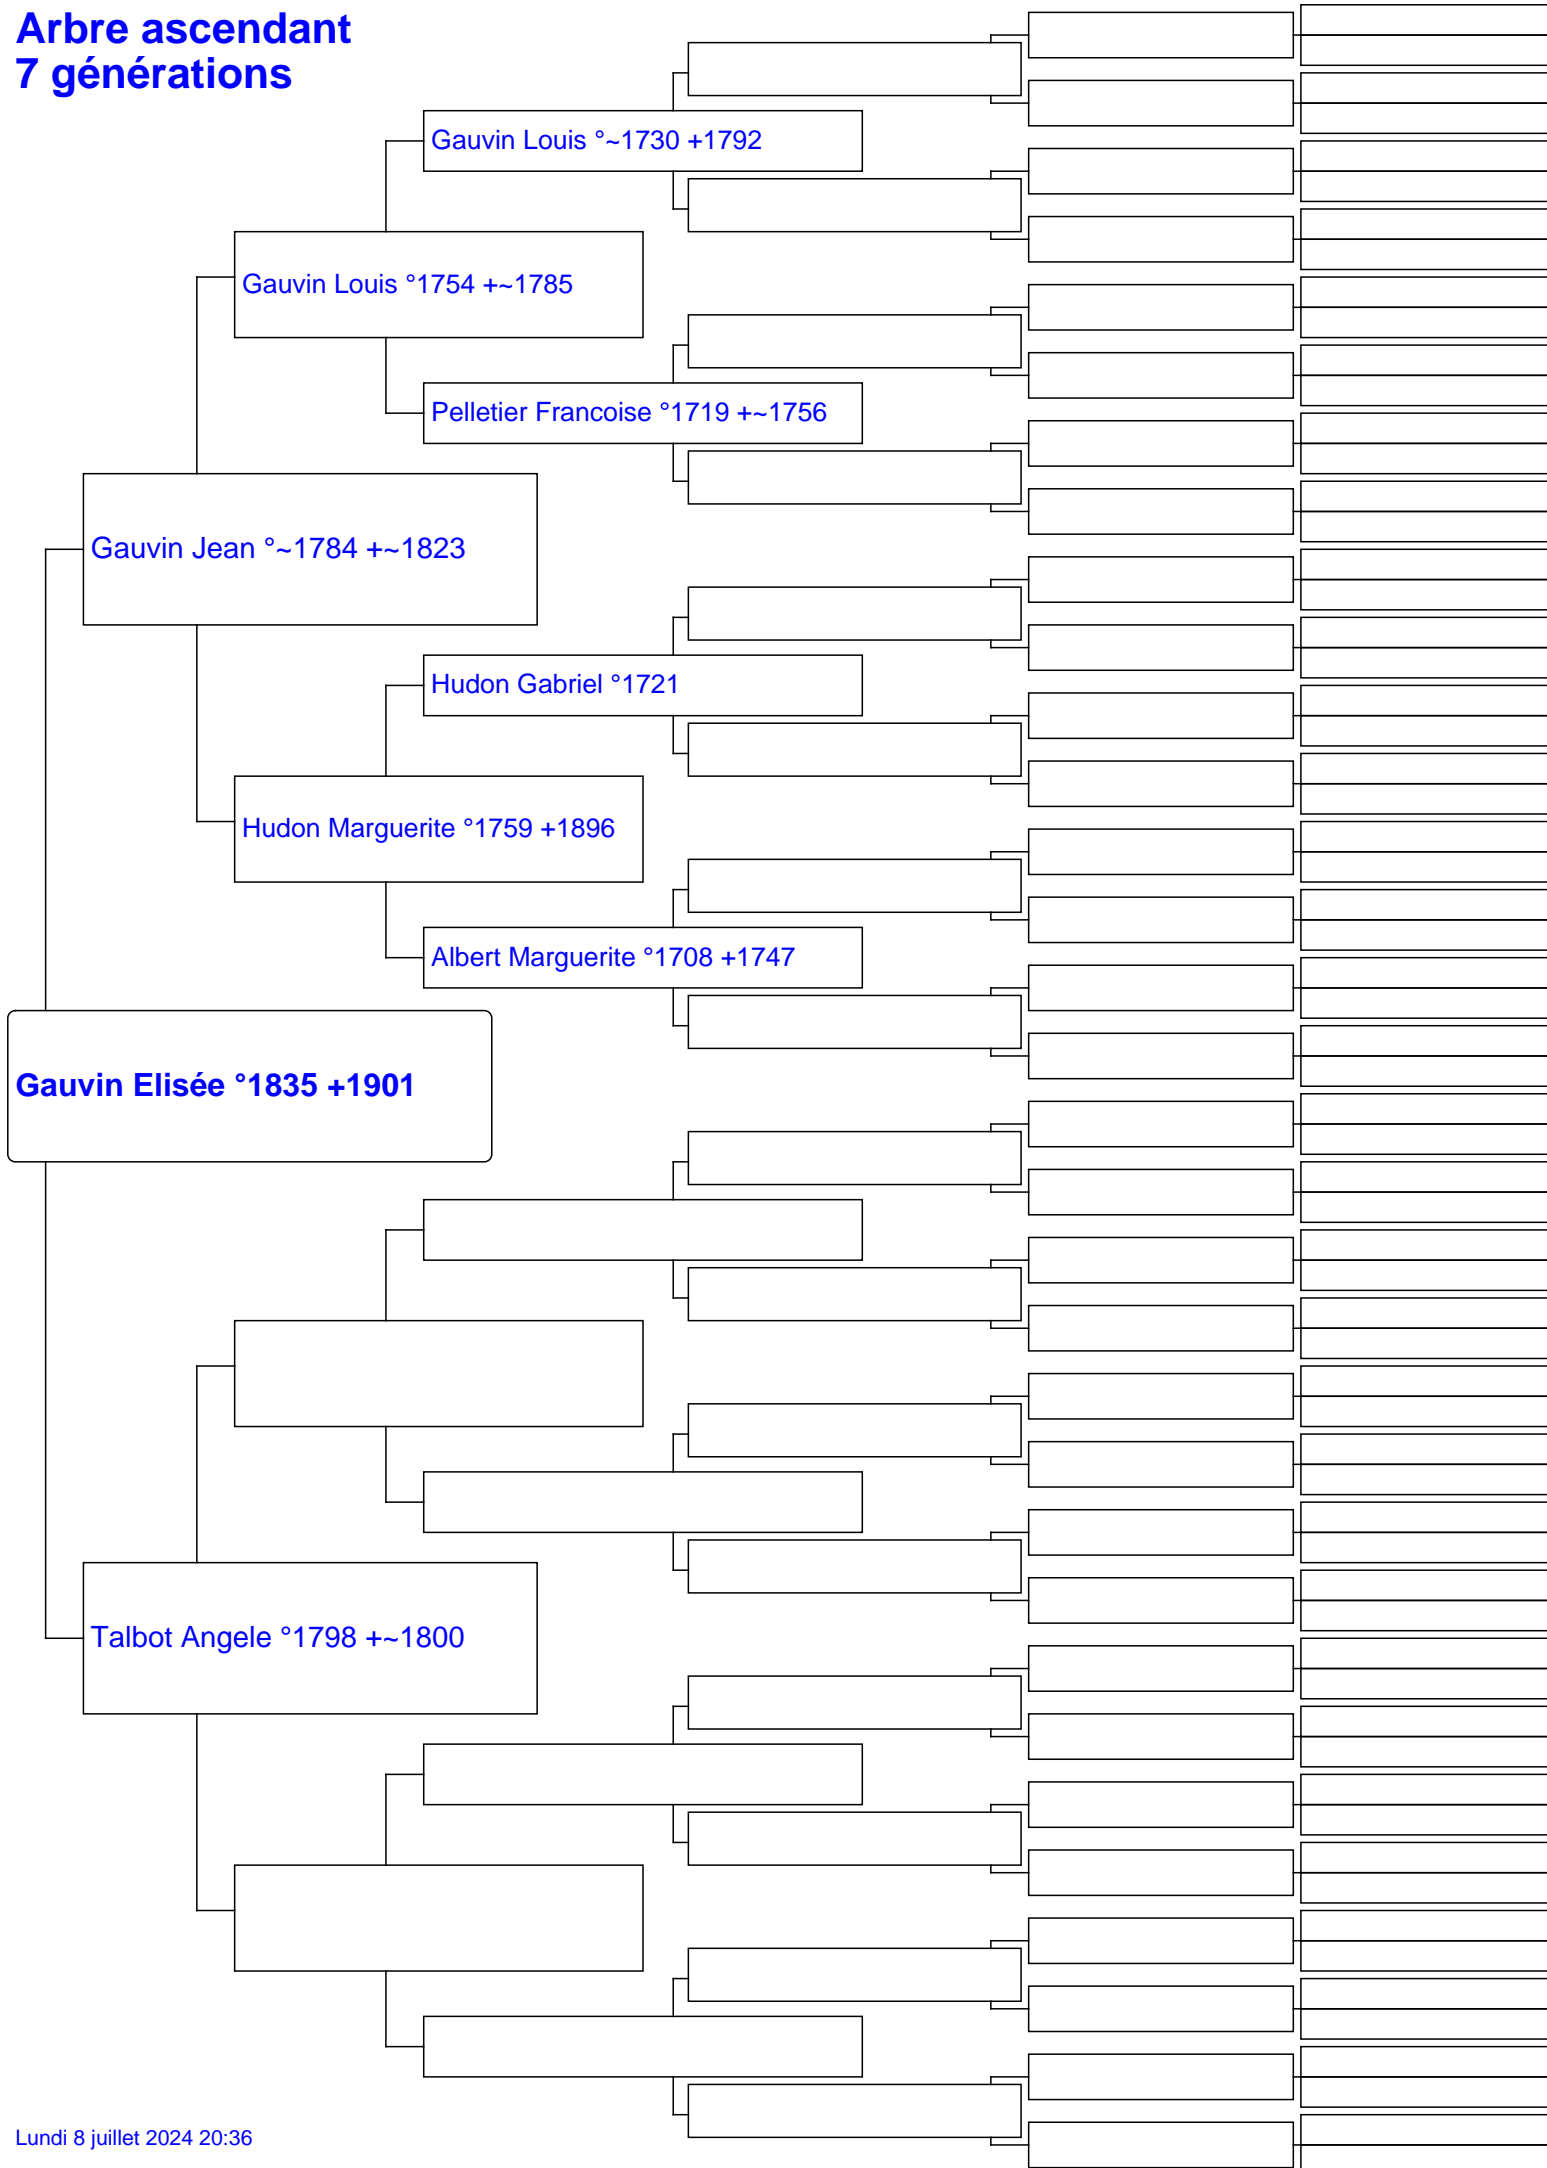 Arbre ascendant
7 générations
Gauvin Louis °~1730 +1792
Gauvin Louis °1754 +~1785
Pelletier Francoise °1719 +~1756
Gauvin Jean °~1784 +~1823
Hudon Gabriel °1721
Hudon Marguerite °1759 +1896
Albert Marguerite °1708 +1747
Gauvin Elisée °1835 +1901
Talbot Angele °1798 +~1800
Lundi 8 juillet 2024 20:36